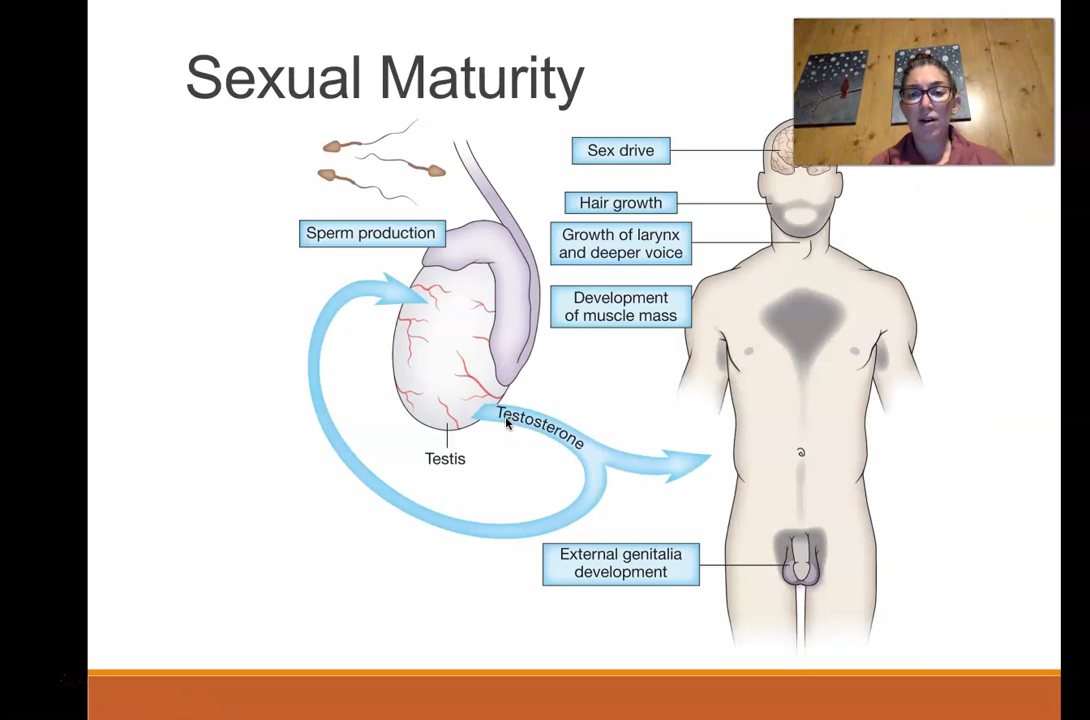 Sexual Maturity
Sex drive
Hair growth
Sperm production
Growth of larynx
and deeper voice
Development
of muscle mass
Testosterone
Testis
External genitalia
development